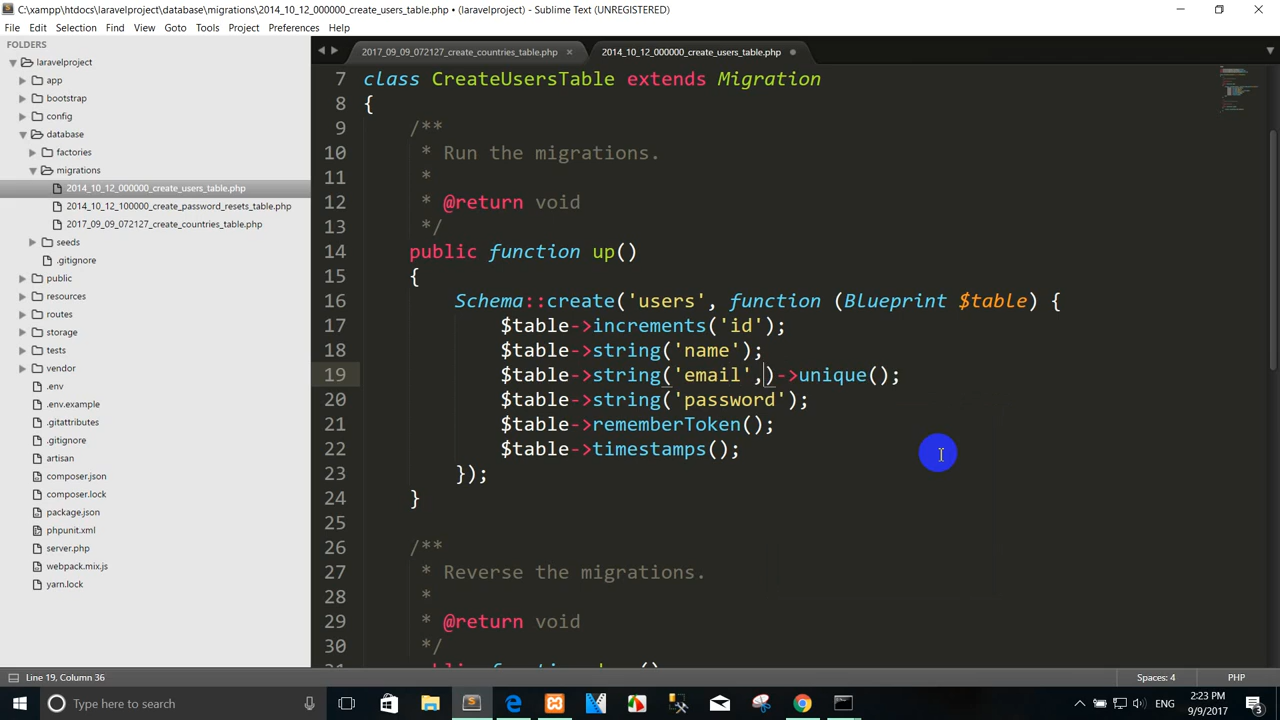 C:\xampp\htdocs\laravelproject\database\migrations\2014_10_12_000000_create_users_table.php • (laravelproject) - Sublime Text (UNREGISTERED)
File Edit Selection Find View Goto Tools Project Preferences Help
FOLDERS
laravelproject
app
bootstrap
config
database
factories
migrations
2014_10_12_000000_create_users_table.php
2014_10_12_100000_create_password_resets_table.php
2017_09_09_072127_create_countries_table.php
seeds
.gitignore
public
resources
routes
storage
tests
vendor
.env
.env.example
.gitattributes
.gitignore
artisan
composer.json
composer.lock
package.json
phpunit.xml
server.php
webpack.mix.js
yarn.lock
2017_09_09_072127_create_countries_table.php × 2014_10_12_000000_create_users_table.php
7 class CreateUsersTable extends Migration
8 {
9 /**
10 * Run the migrations.
11 *
12 * @return void
13 */
14 public function up()
15 {
16 Schema::create('users', function (Blueprint $table) {
17 $table->increments('id');
18 $table->string('name');
19 $table->string('email',)->unique();
20 $table->string('password');
21 $table->rememberToken();
22 $table->timestamps();
23 });
24 }
25
26 /**
27 * Reverse the migrations.
28 *
29 * @return void
30 */
Line 19, Column 36 Spaces: 4 PHP
Type here to search
ENG
2:23 PM
9/9/2017